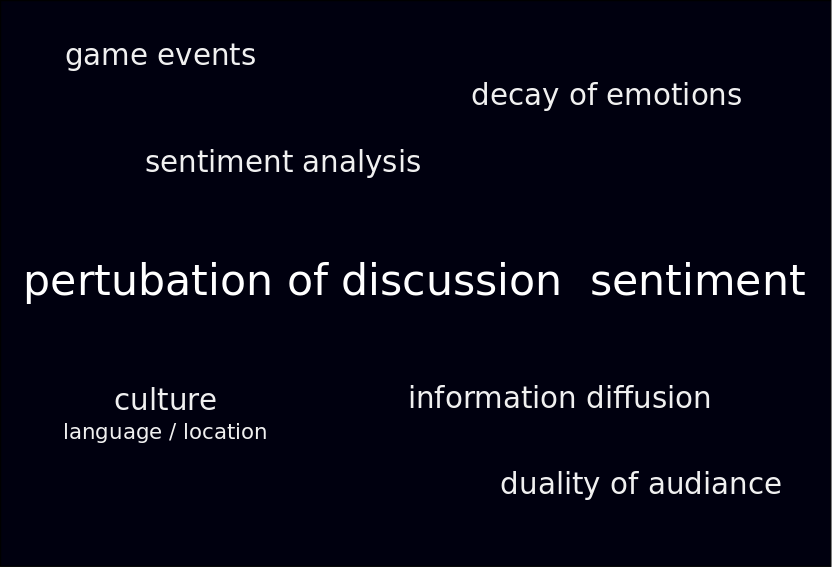 game events
decay of emotions
sentiment analysis
pertubation of discussion  sentiment
culture
language / location
information diffusion
duality of audiance